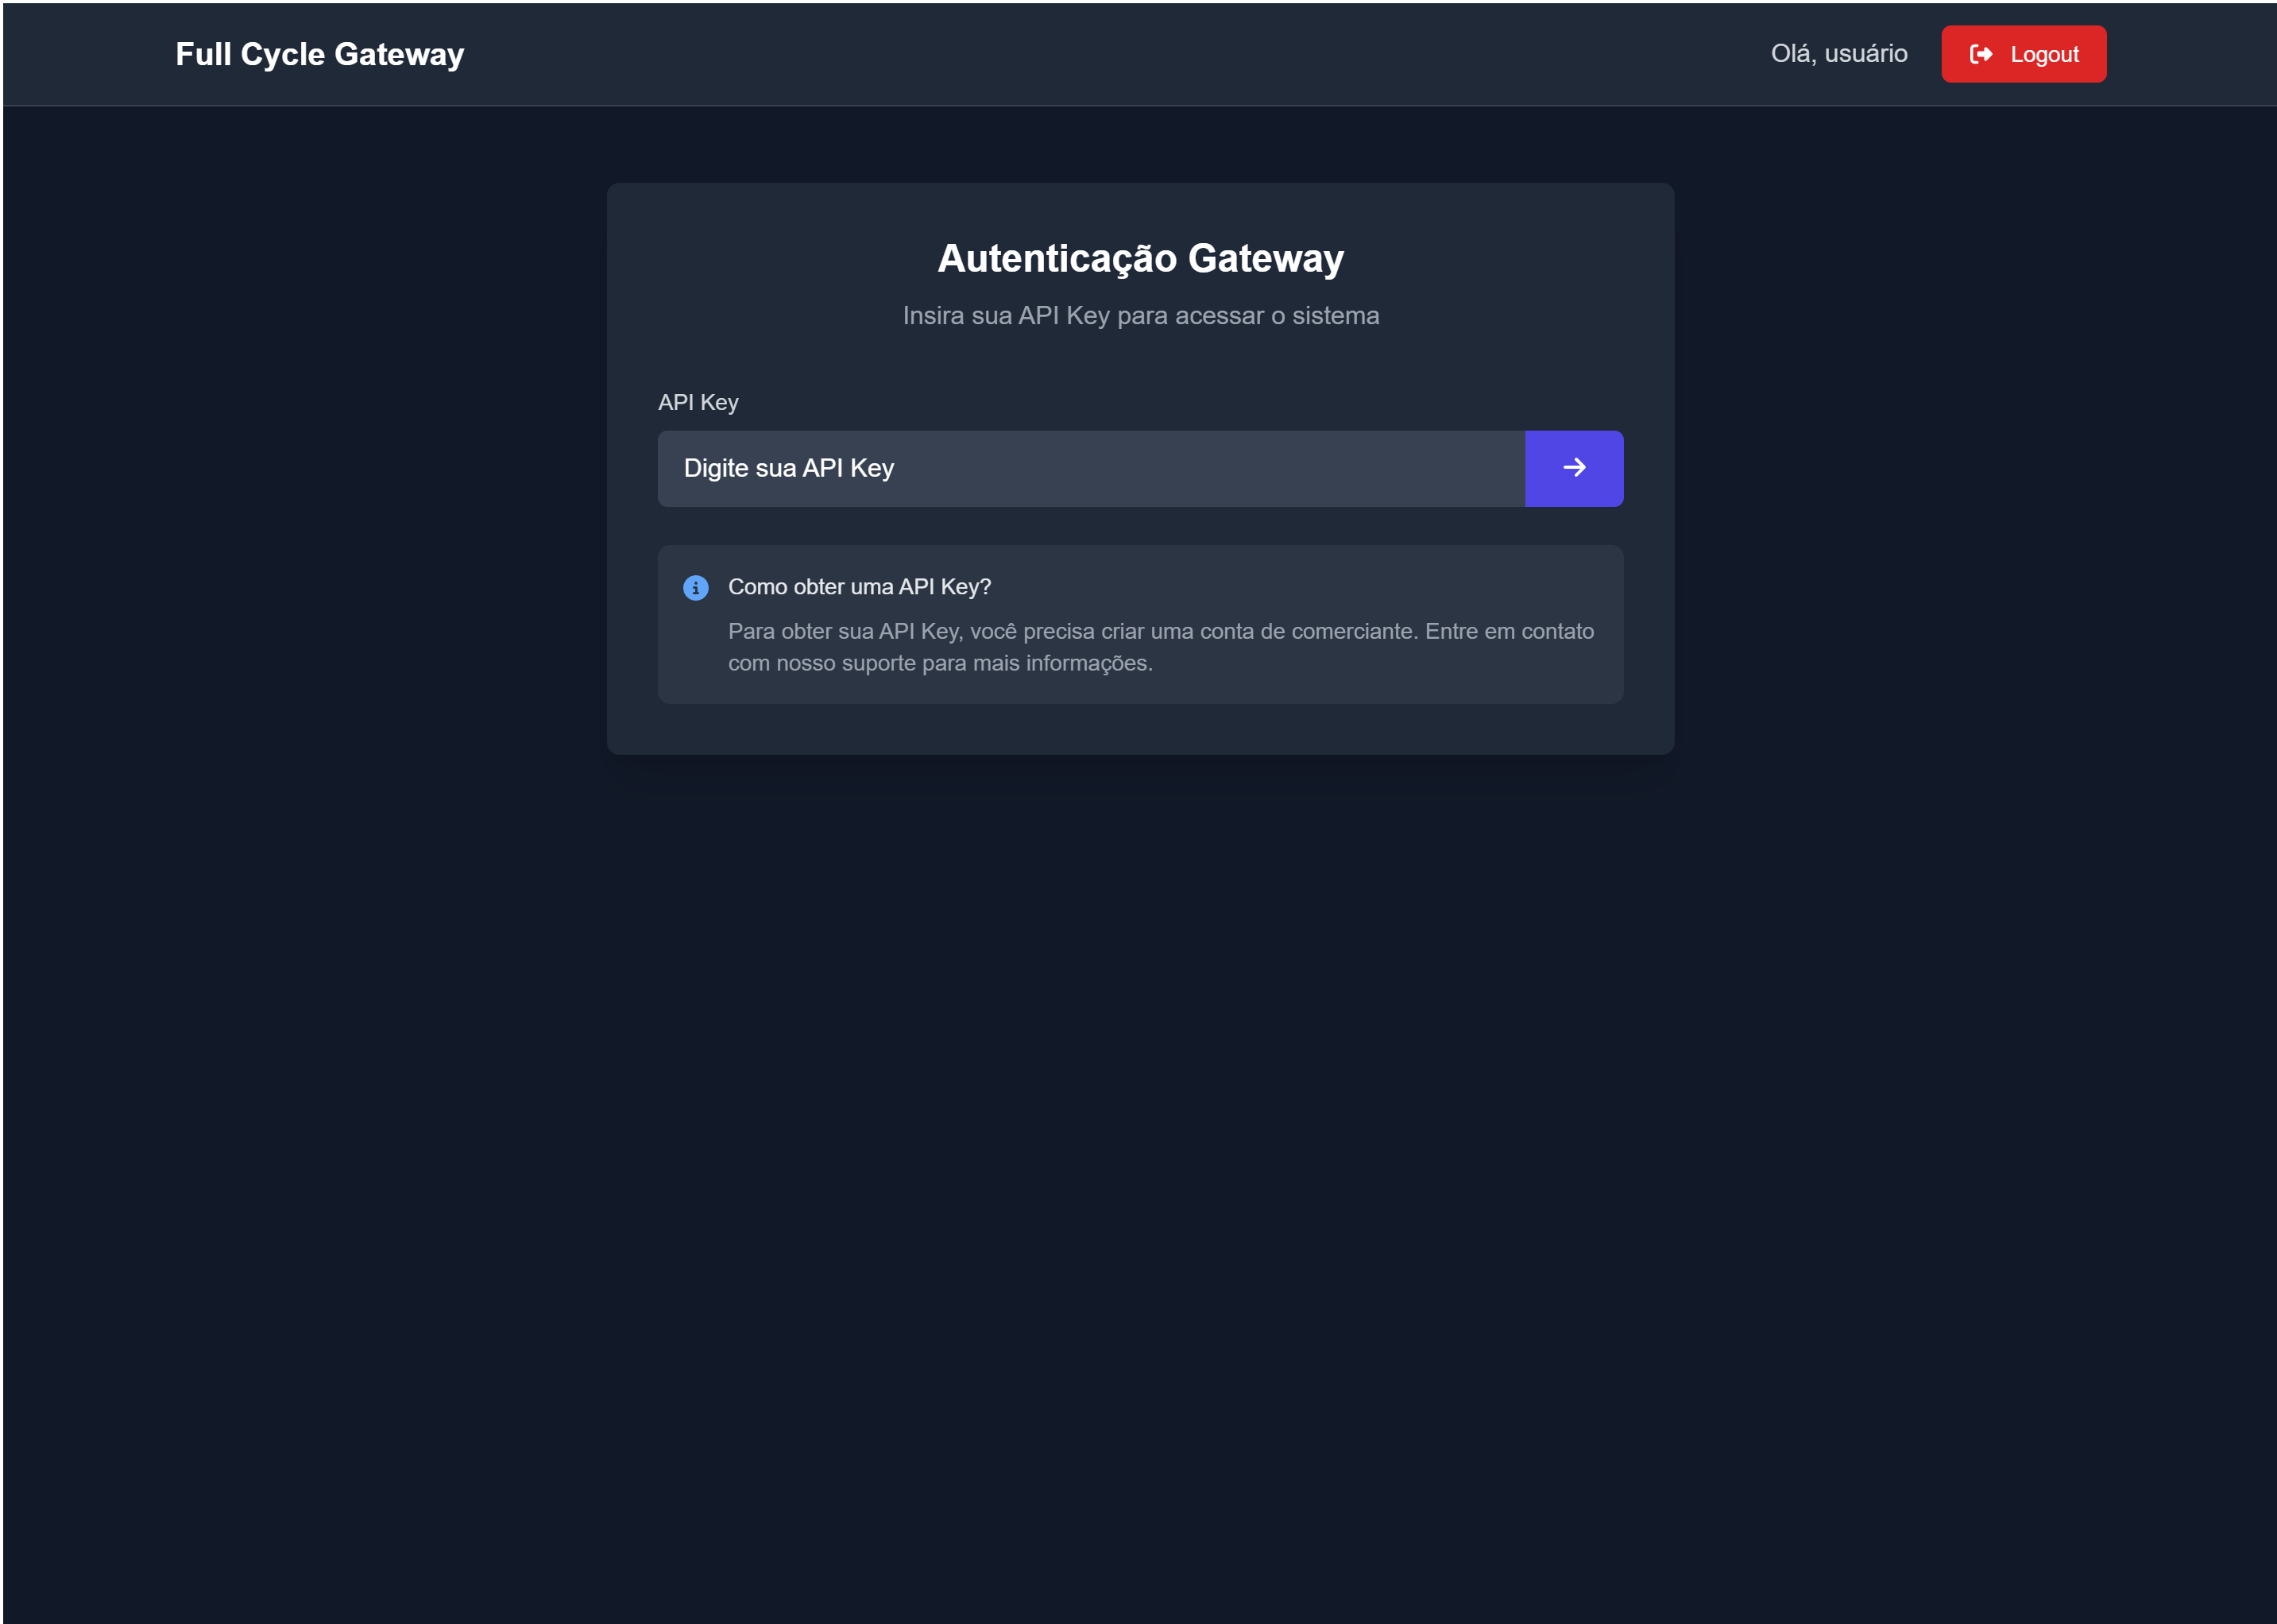 Full Cycle Gateway
Olá, usuário
Logout
Autenticação Gateway
Insira sua API Key para acessar o sistema
API Key
Digite sua API Key
Como obter uma API Key?
Para obter sua API Key, você precisa criar uma conta de comerciante. Entre em contato
com nosso suporte para mais informações.